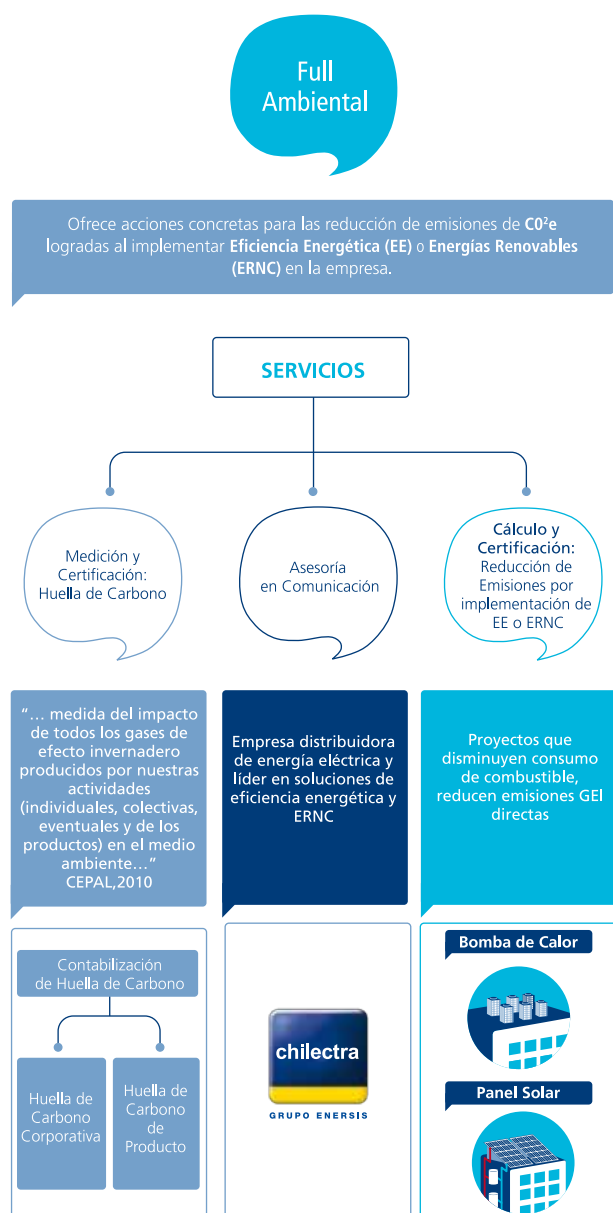 Full
Ambiental
Ofrece acciones concretas para las reducción de emisiones de C0²e
logradas al implementar Eficiencia Energética (EE) o Energías Renovables
(ERNC) en la empresa.
SERVICIOS
Medición y
Certificación:
Huella de Carbono
Asesoría
en Comunicación
Cálculo y
Certificación:
Reducción de
Emisiones por
implementación de
EE o ERNC
“... medida del impacto
de todos los gases de
efecto invernadero
producidos por nuestras
actividades
(individuales, colectivas,
eventuales y de los
productos) en el medio
ambiente...”
CEPAL,2010
Empresa distribuidora
de energía eléctrica y
líder en soluciones de
eficiencia energética y
ERNC
Proyectos que
disminuyen consumo
de combustible,
reducen emisiones GEI
directas
Contabilización
de Huella de Carbono
Huella de
Carbono
Corporativa
Huella de
Carbono
de
Producto
chilectra
GRUPO ENERSIS
Bomba de Calor
Panel Solar